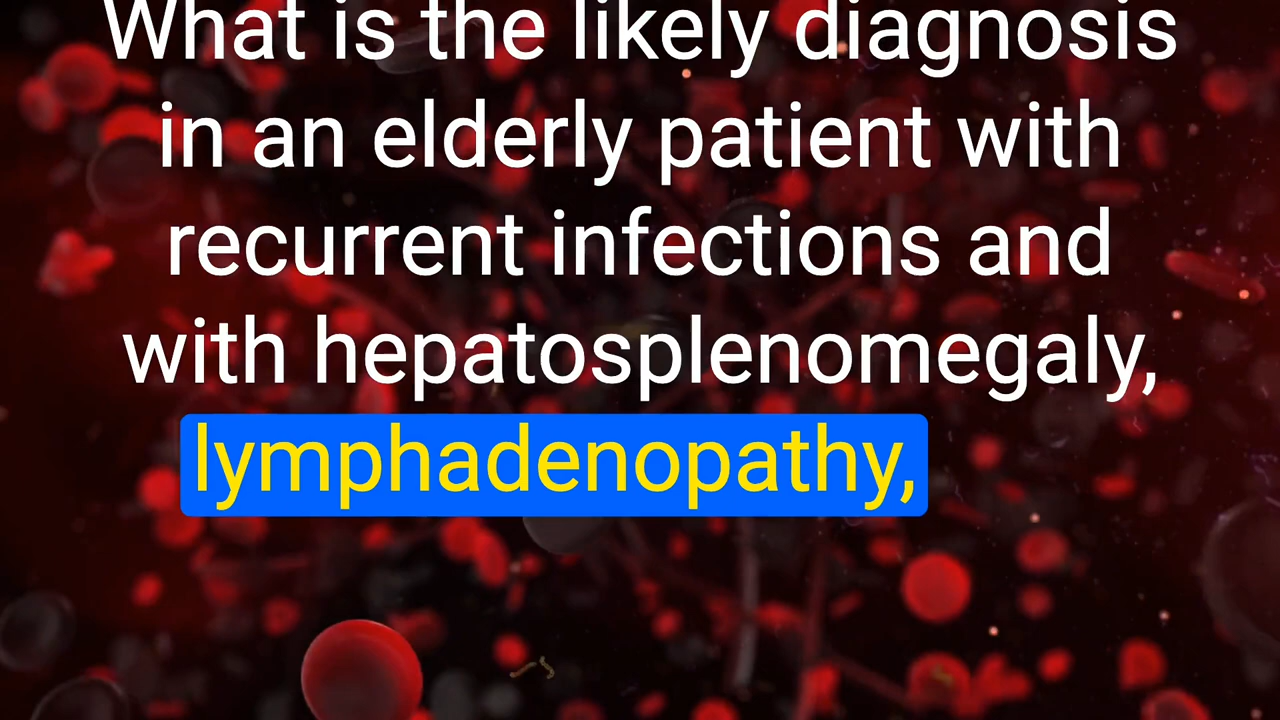 What is the likely diagnosis
in an elderly patient with
recurrent infections and
with hepatosplenomegaly,
lymphadenopathy,